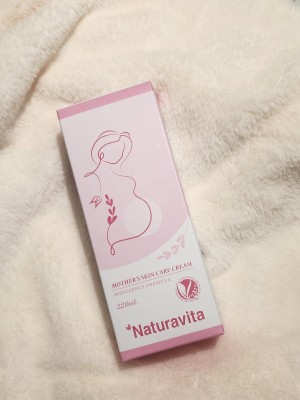 MOTHER'S SKIN CARE CREAM
220mL
Naturavita